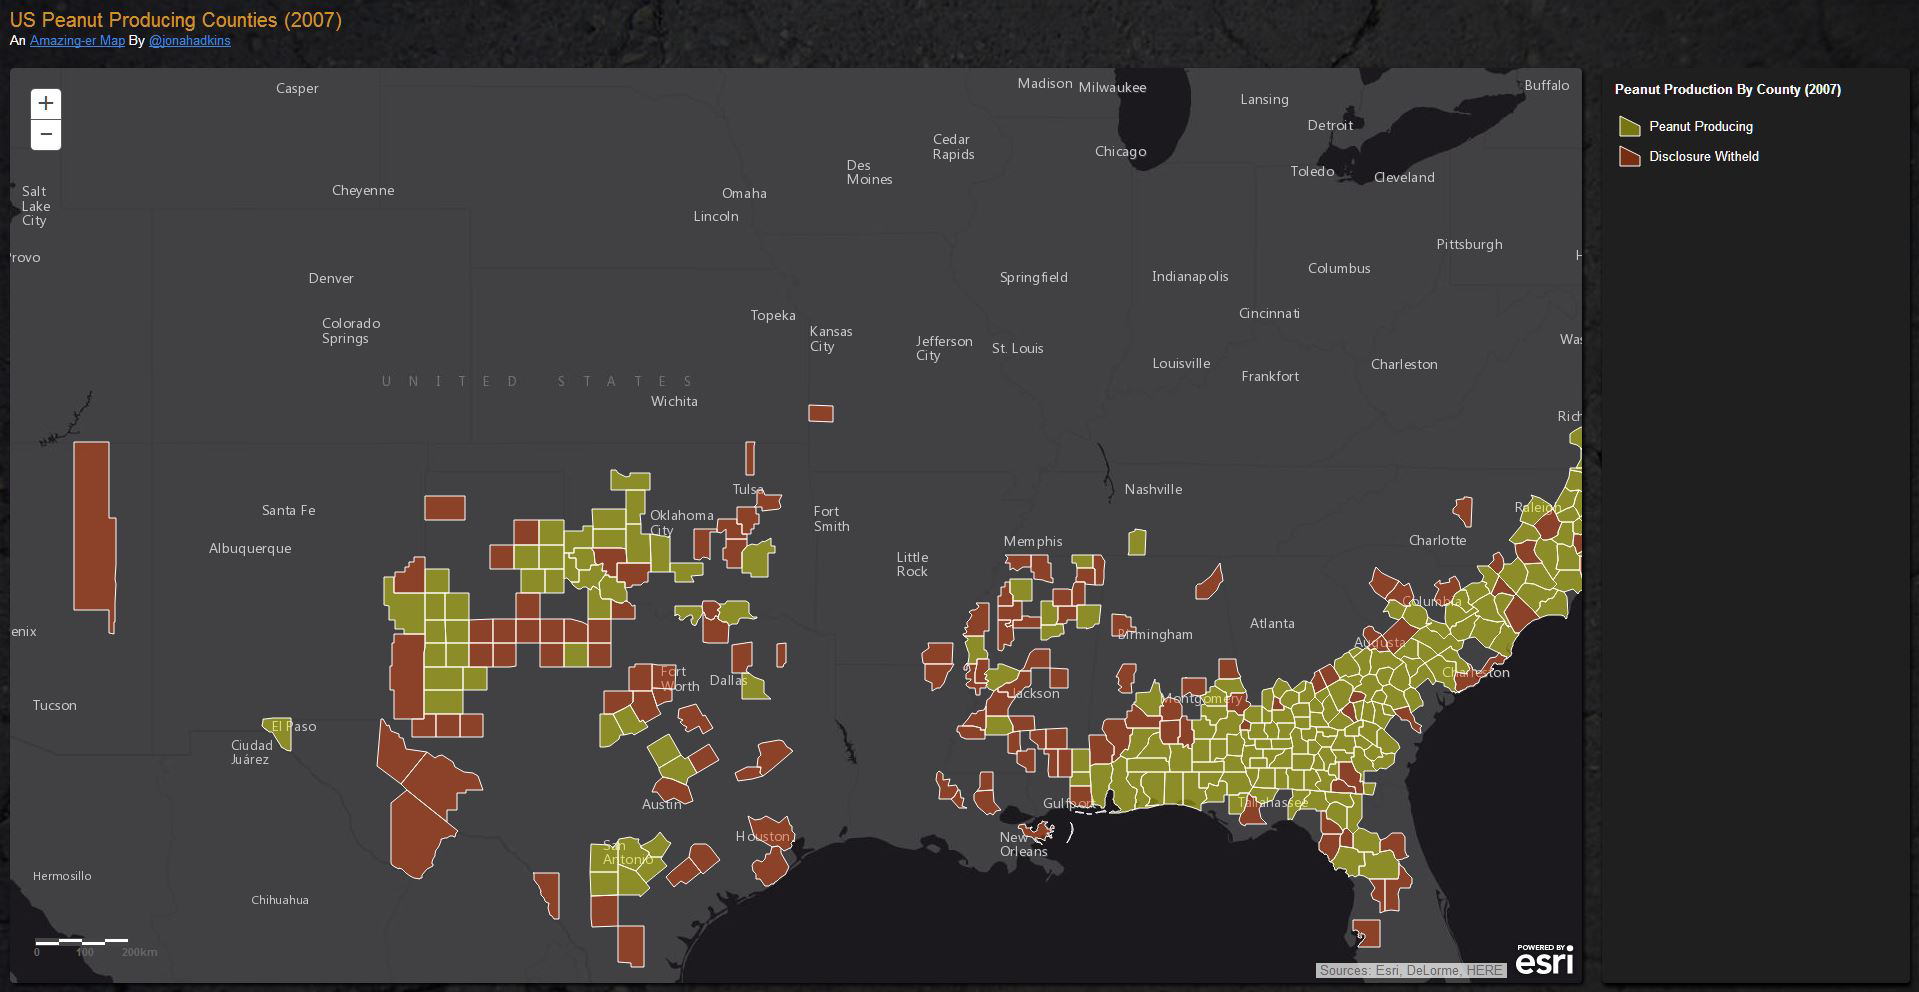 US Peanut Producing Counties (2007)
An Amazing-er Map By @jonahadkins
+
−
Casper
Madison
Milwaukee
Lansing
Buffalo
Detroit
Cedar
Rapids
Chicago
Des
Moines
Toledo
Cleveland
Salt
Lake
City
Cheyenne
Omaha
Lincoln
Pittsburgh
rovo
H
Denver
Springfield
Indianapolis
Columbus
Topeka
Cincinnati
Colorado
Springs
Kansas
City
Jefferson
City
St. Louis
Was
Louisville
Charleston
Frankfort
UNITED STATES
Wichita
Rich
Tulsa
Nashville
Santa Fe
Oklahoma
City
Fort
Smith
Raleigh
Albuquerque
Memphis
Charlotte
Little
Rock
Columbia
enix
Birmingham
Atlanta
Augusta
Fort
Worth
Dallas
Charleston
Jackson
Montgomery
Tucson
El Paso
Ciudad
Juárez
Austin
Gulfport
Tallahassee
Houston
New
Orleans
San
Antonio
Hermosillo
Chihuahua
0 100 200km
Sources: Esri, DeLorme, HERE
POWERED BY
esri
Peanut Production By County (2007)
Peanut Producing
Disclosure Witheld